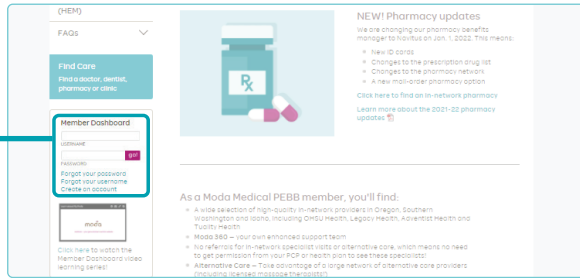 (HEM)
FAQs
Find Care
Find a doctor, dentist,
pharmacy or clinic
Member Dashboard
USERNAME
go!
PASSWORD
Forgot your password
Forgot your username
Create an account
moda
Click here to watch the
Member Dashboard video
learning series!
Rx
NEW! Pharmacy updates
We are changing our pharmacy benefits
manager to Navitus on Jan. 1, 2022. This means:
New ID cards
Changes to the prescription drug list
Changes to the pharmacy network
A new mail-order pharmacy option
Click here to find an in-network pharmacy
Learn more about the 2021-22 pharmacy
updates
As a Moda Medical PEBB member, you'll find:
A wide selection of high-quality in-network providers in Oregon, Southern
Washington and Idaho, including OHSU Health, Legacy Health, Adventist Health and
Tuality Health
Moda 360 – your own enhanced support team
No referrals for in-network specialist visits or alternative care, which means no need
to get permission from your PCP or health plan to see these specialists!
Alternative Care – Take advantage of a large network of alternative care providers
(including licensed massage therapists!)